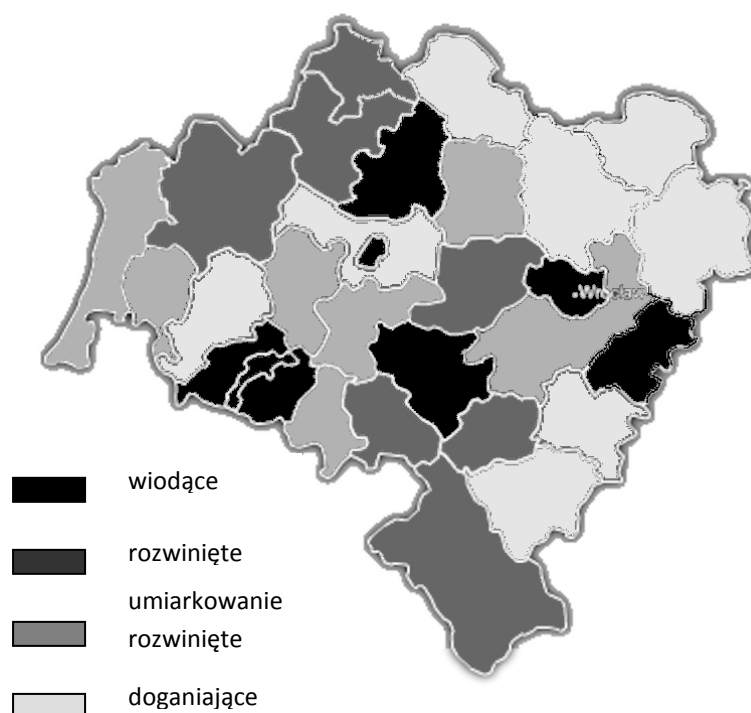 .Wrocław
wiodące
rozwinięte
umiarkowanie
rozwinięte
doganiające